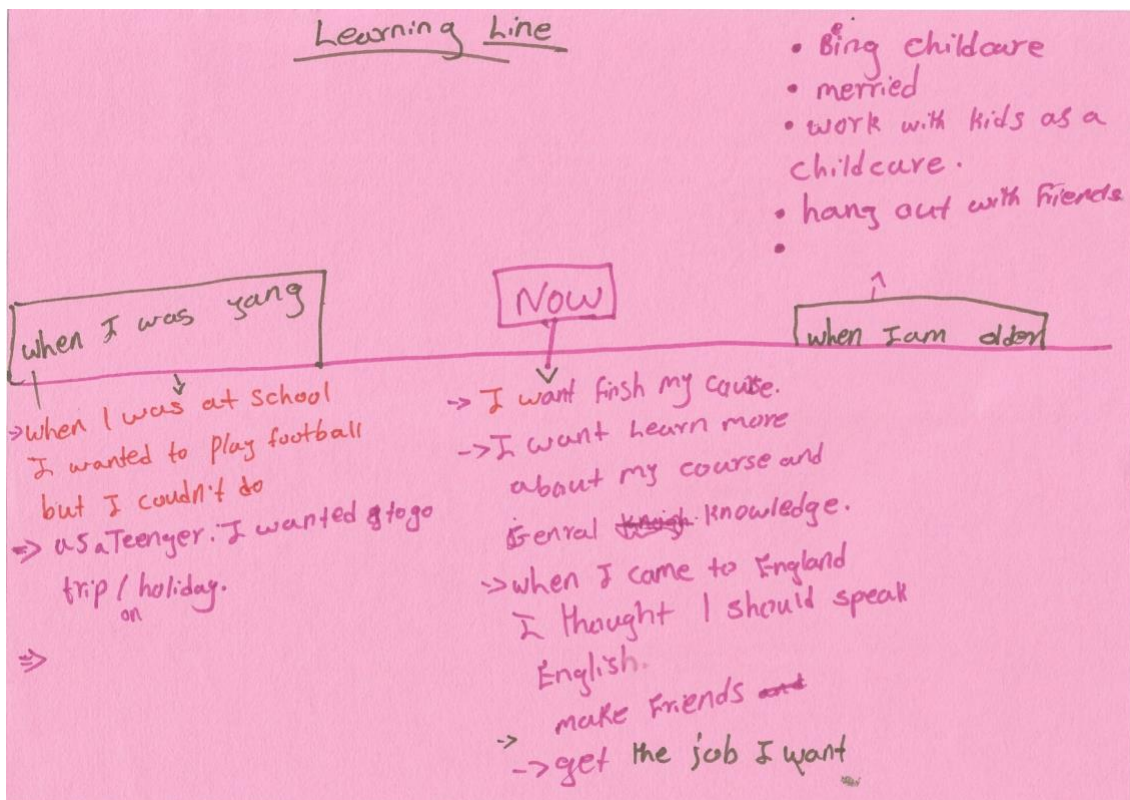 Learning Line
• Being childcare
• merried
• work with kids as a
childcare.
• hang out with Friends
•
when I was yang
NOW
when I am older
when I was at school
I wanted to play football
but I coudn't do
as a Teenger. I wanted to go
trip / holiday.
on
I want finsh my
I want Learn more
about my course and
Genral knowledge.
when I came to England
I thought I should speak
English.
make Friends
get the job I want